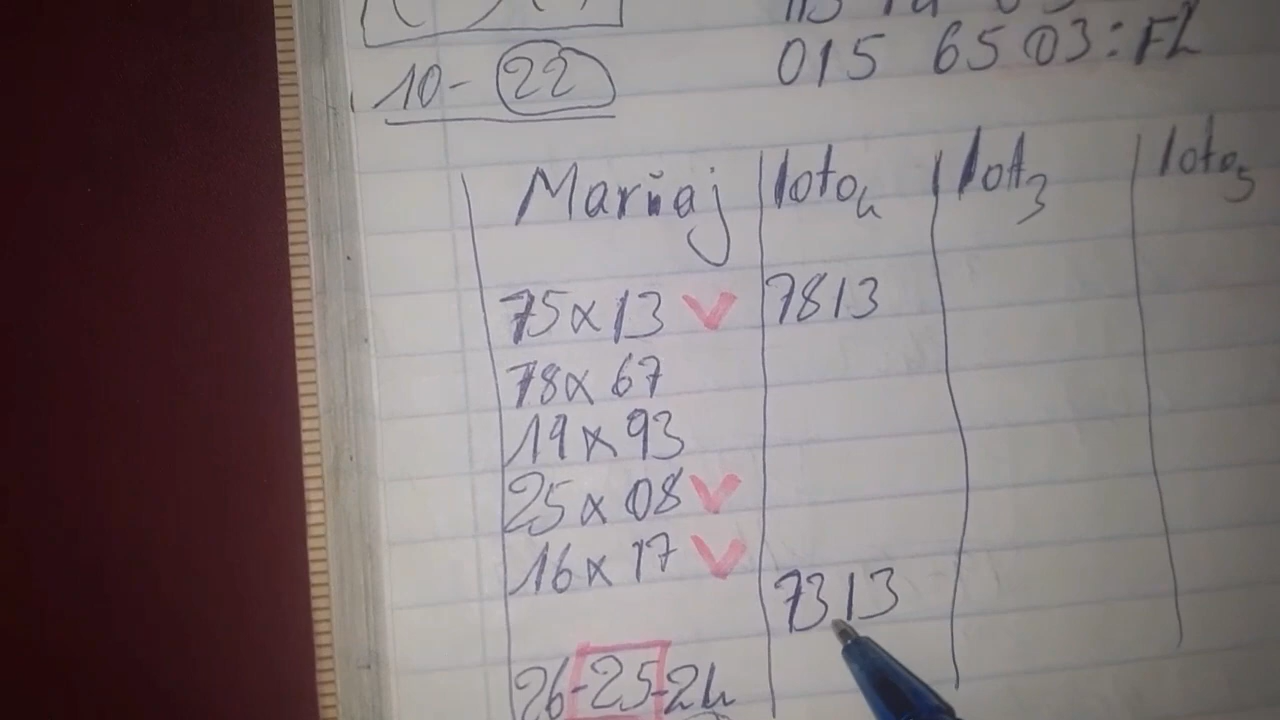 10-22
015 65 03:FL
Mariaj loto4 lot3 loto5
75x13 v 7813
78x67
19x93
25x08 v
16x17 v
7313
26-25-24